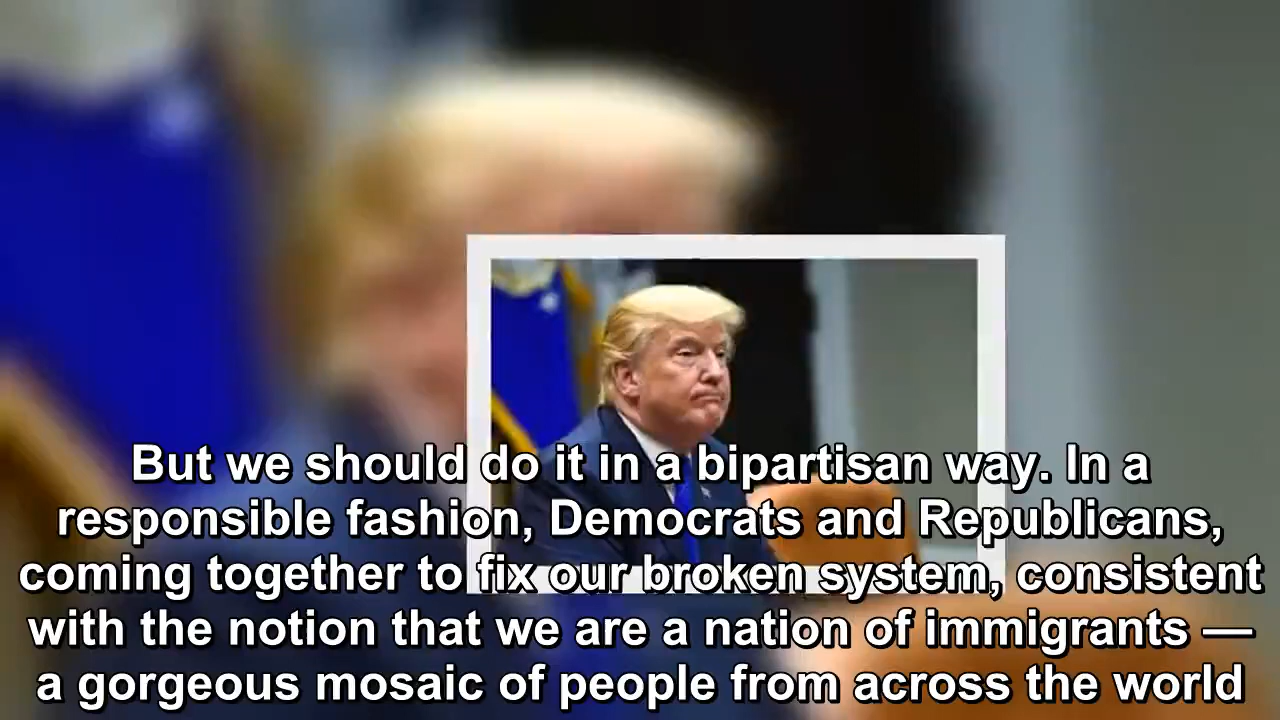 But we should do it in a bipartisan way. In a
responsible fashion, Democrats and Republicans,
coming together to fix our broken system, consistent
with the notion that we are a nation of immigrants —
a gorgeous mosaic of people from across the world